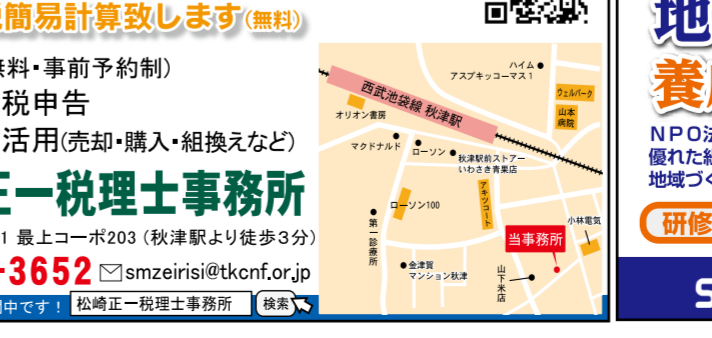 簡易計算致します(無料)
無料・事前予約制)
税申告
活用(売却・購入・組換えなど)
正一税理士事務所
1 最上コーポ203 (秋津駅より徒歩3分)
-3652 smzeirisi@tkcnf.or.jp
中です! 松崎正一税理士事務所 検索
ハイム
アスプキッコーマス1
西武池袋線 秋津駅
ウェルパーク
山本
病院
オリオン書房
マクドナルド
ローソン
秋津駅前ストアー
いわさき青果店
アキツコート
ローソン100
第一診療所
小林電気
当事務所
金津賀
マンション秋津
山下米店
地
養
NPO法
優れた
地域づく
研修
S